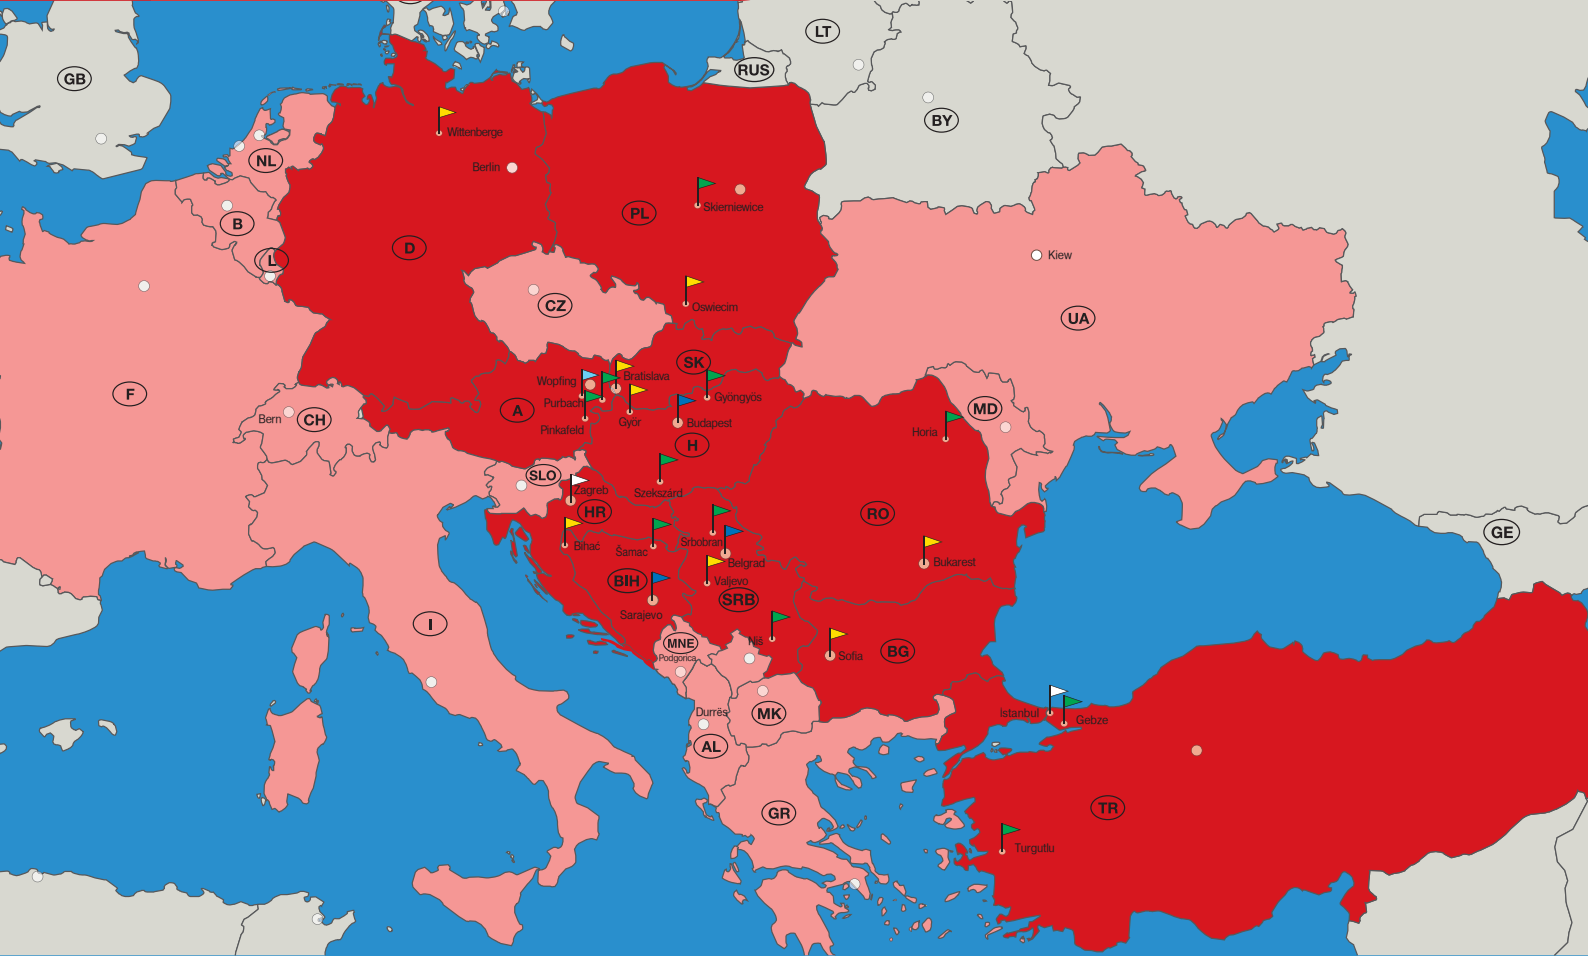 LT
GB
RUS
BY
Wittenberge
NL
Berlin
PL
Skierniewice
B
D
L
Kiew
CZ
Oswiecim
UA
SK
Wopfing
Bratislava
F
Purbach
Gyöngyös
A
MD
Bern
CH
Györ
Budapest
Pinkafeld
Horia
H
SLO
Zagreb
Szekszárd
HR
RO
GE
Bihać
Šamac
Srbobran
Belgrad
Bukarest
BIH
Valjevo
SRB
Sarajevo
I
MNE
Niš
Podgorica
Sofia
BG
Durrës
MK
Istanbul
Gebze
AL
TR
GR
Turgutlu